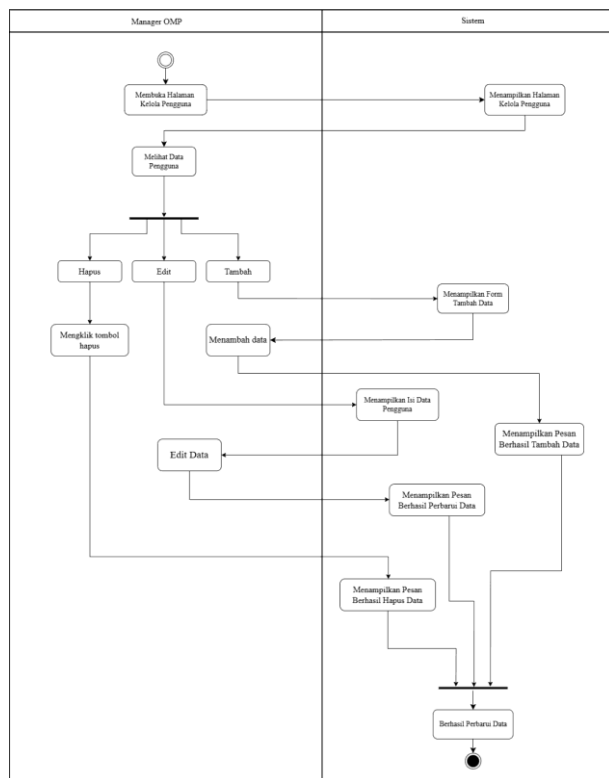 Manager OMP
Sistem
Membuka Halaman
Kelola Pengguna
Menampilkan Halaman
Kelola Pengguna
Melihat Data
Pengguna
Hapus
Edit
Tambah
Menampilkan Form
Tambah Data
Mengklik tombol
hapus
Menambah data
Menampilkan Isi Data
Pengguna
Menampilkan Pesan
Berhasil Tambah Data
Edit Data
Menampilkan Pesan
Berhasil Perbarui Data
Menampilkan Pesan
Berhasil Hapus Data
Berhasil Perbarui Data